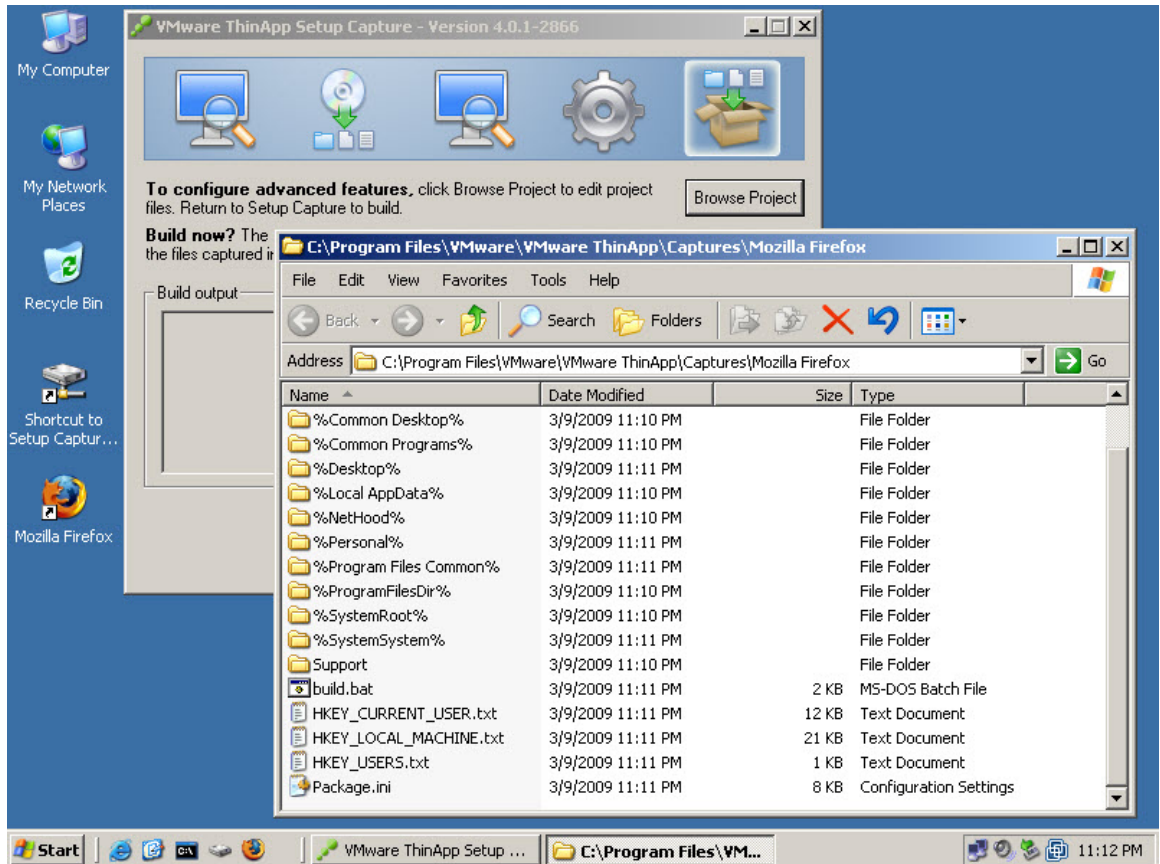 My Computer
My Network
Places
Recycle Bin
Shortcut to
Setup Captur...
Mozilla Firefox
VMware ThinApp Setup Capture - Version 4.0.1-2866
To configure advanced features, click Browse Project to edit project
files. Return to Setup Capture to build.
Browse Project
Build now? The
the files captured i
Build output
C:\Program Files\VMware\VMware ThinApp\Captures\Mozilla Firefox
File Edit View Favorites Tools Help
Back Search Folders
Address C:\Program Files\VMware\VMware ThinApp\Captures\Mozilla Firefox Go
Name Date Modified Size Type
%Common Desktop% 3/9/2009 11:10 PM File Folder
%Common Programs% 3/9/2009 11:10 PM File Folder
%Desktop% 3/9/2009 11:11 PM File Folder
%Local AppData% 3/9/2009 11:10 PM File Folder
%NetHood% 3/9/2009 11:10 PM File Folder
%Personal% 3/9/2009 11:11 PM File Folder
%Program Files Common% 3/9/2009 11:11 PM File Folder
%ProgramFilesDir% 3/9/2009 11:10 PM File Folder
%SystemRoot% 3/9/2009 11:11 PM File Folder
%SystemSystem% 3/9/2009 11:11 PM File Folder
Support 3/9/2009 11:10 PM File Folder
build.bat 3/9/2009 11:11 PM 2 KB MS-DOS Batch File
HKEY_CURRENT_USER.txt 3/9/2009 11:11 PM 12 KB Text Document
HKEY_LOCAL_MACHINE.txt 3/9/2009 11:11 PM 21 KB Text Document
HKEY_USERS.txt 3/9/2009 11:11 PM 1 KB Text Document
Package.ini 3/9/2009 11:11 PM 8 KB Configuration Settings
Start VMware ThinApp Setup ... C:\Program Files\VM... 11:12 PM